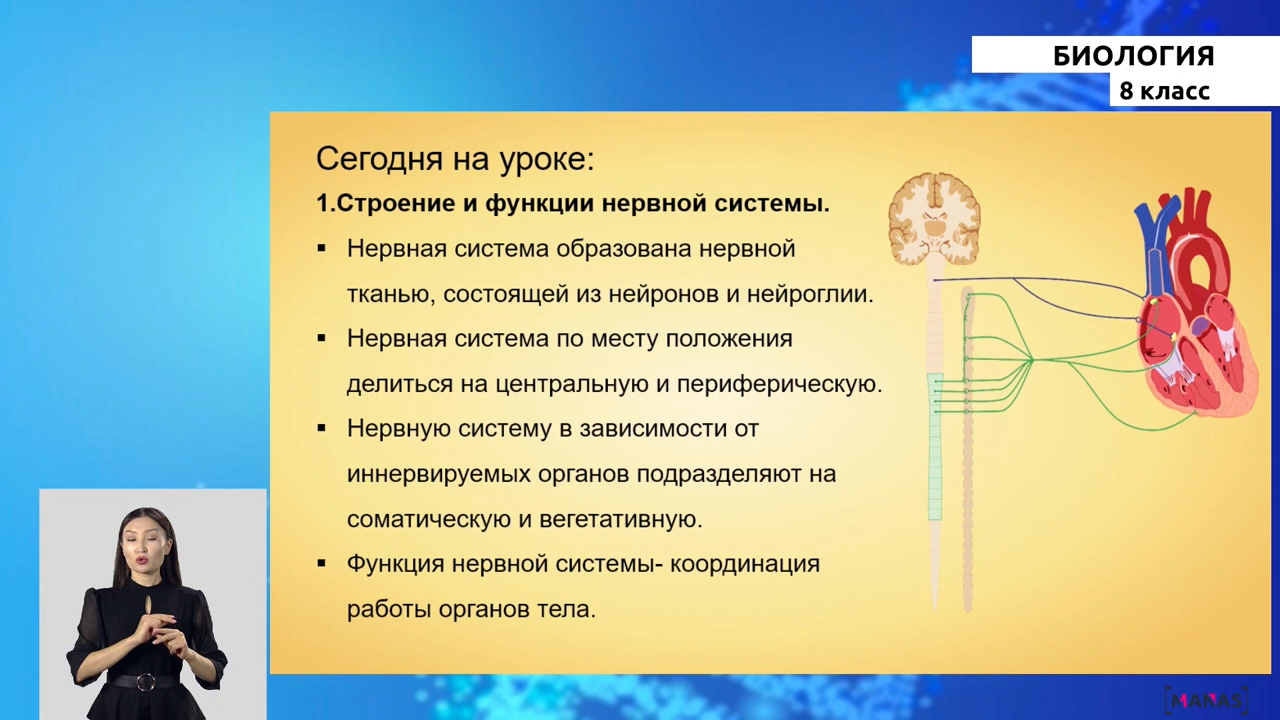 БИОЛОГИЯ
8 класс
Сегодня на уроке:
1.Строение и функции нервной системы.
▪ Нервная система образована нервной
тканью, состоящей из нейронов и нейроглии.
▪ Нервная система по месту положения
делиться на центральную и периферическую.
▪ Нервную систему в зависимости от
иннервируемых органов подразделяют на
соматическую и вегетативную.
▪ Функция нервной системы- координация
работы органов тела.
[MANAS]